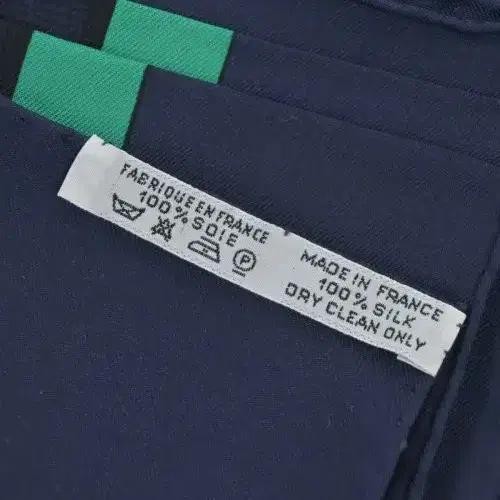 FABRIQUE EN FRANCE
100% SOIE
P
MADE IN FRANCE
100% SILK
DRY CLEAN ONLY